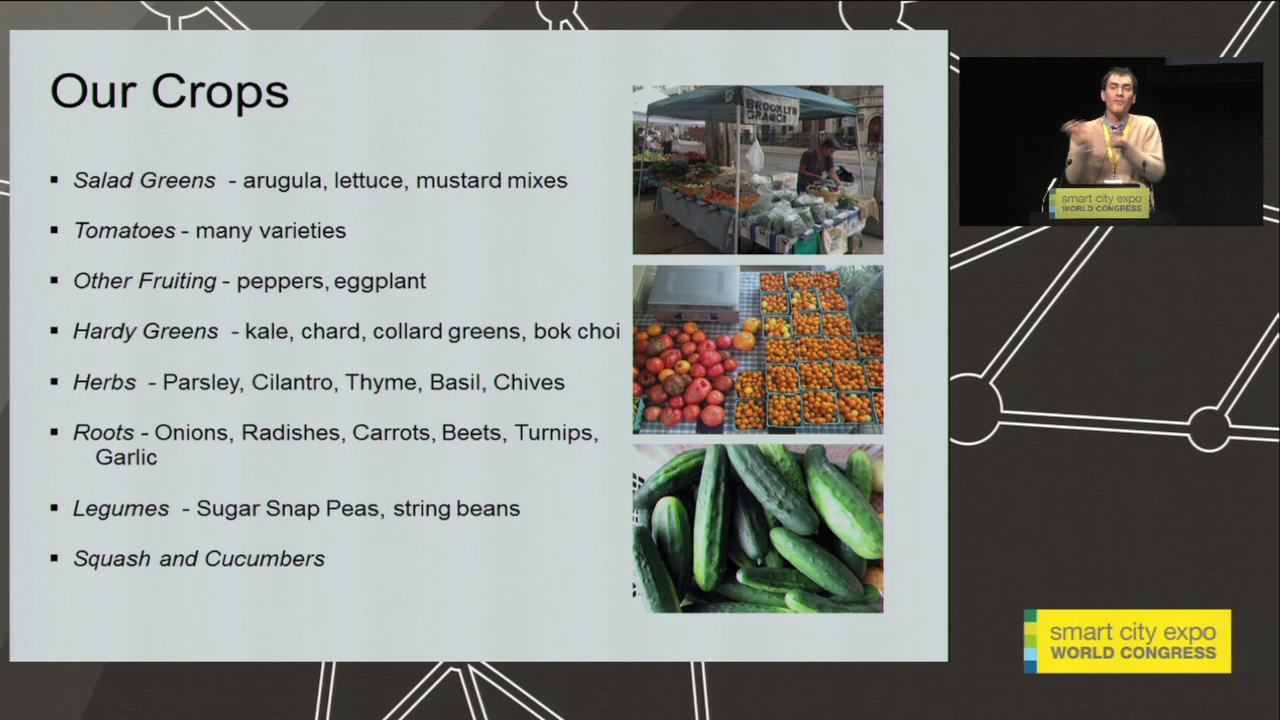 Our Crops
Salad Greens - arugula, lettuce, mustard mixes
Tomatoes - many varieties
Other Fruiting - peppers, eggplant
Hardy Greens - kale, chard, collard greens, bok choi
Herbs - Parsley, Cilantro, Thyme, Basil, Chives
Roots - Onions, Radishes, Carrots, Beets, Turnips,
Garlic
Legumes - Sugar Snap Peas, string beans
Squash and Cucumbers
BROOKLYN
GRANGE
smart city expo
WORLD CONGRESS
smart city expo
WORLD CONGRESS